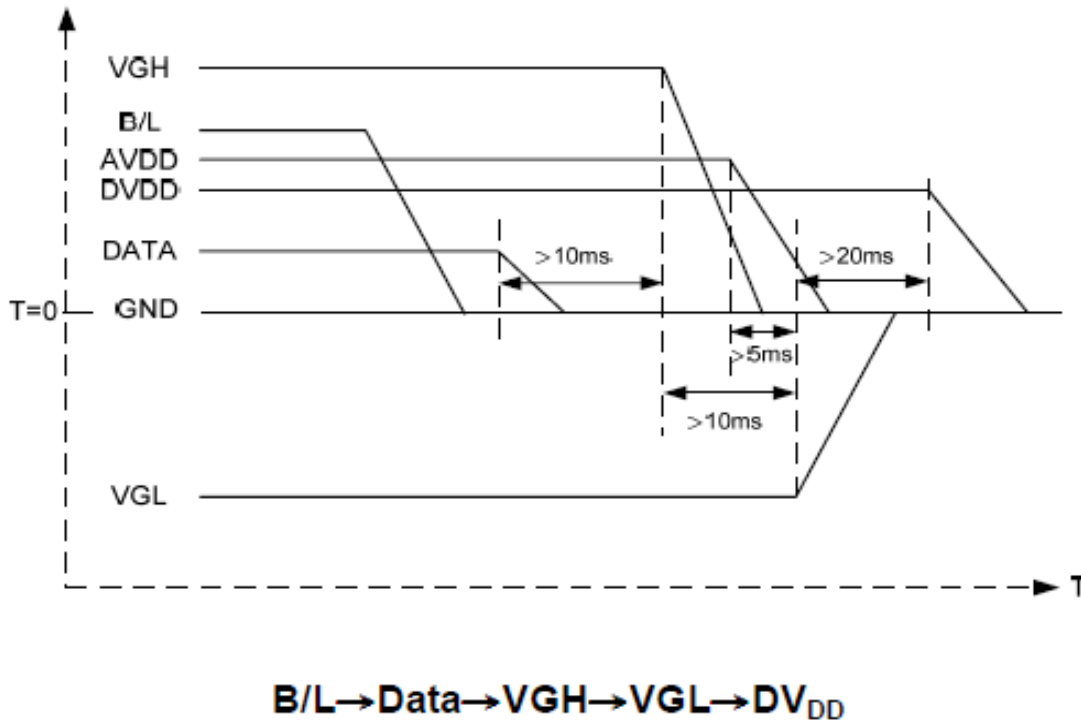 VGH
B/L
AVDD
DVDD
DATA
>10ms
>20ms
T=0
GND
>5ms
>10ms
VGL
T
B/L→Data→VGH→VGL→DVDD